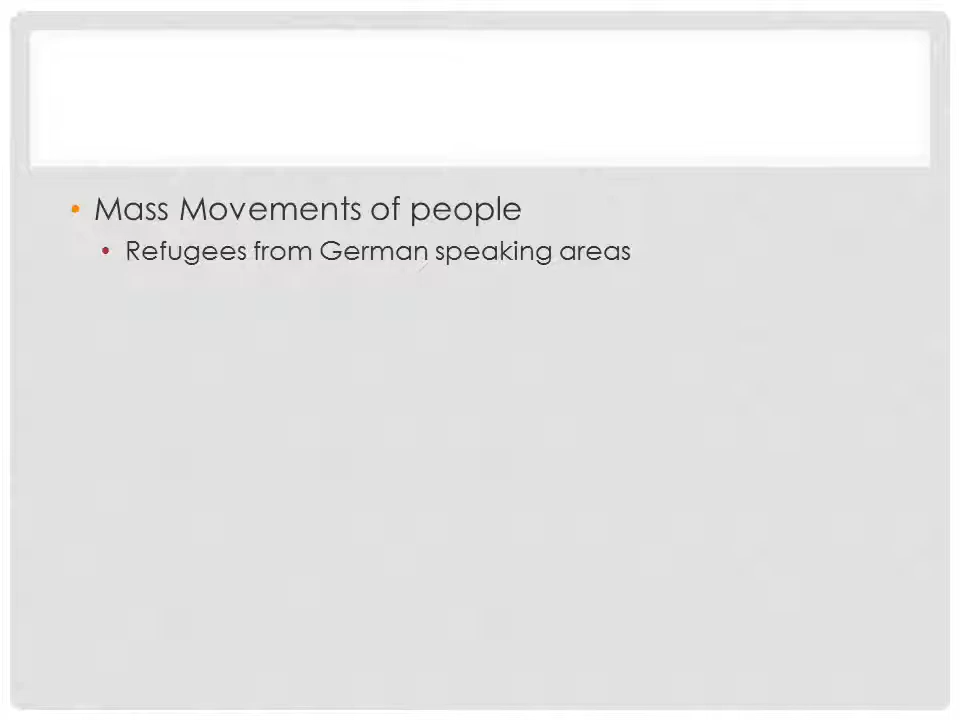 • Mass Movements of people
• Refugees from German speaking areas